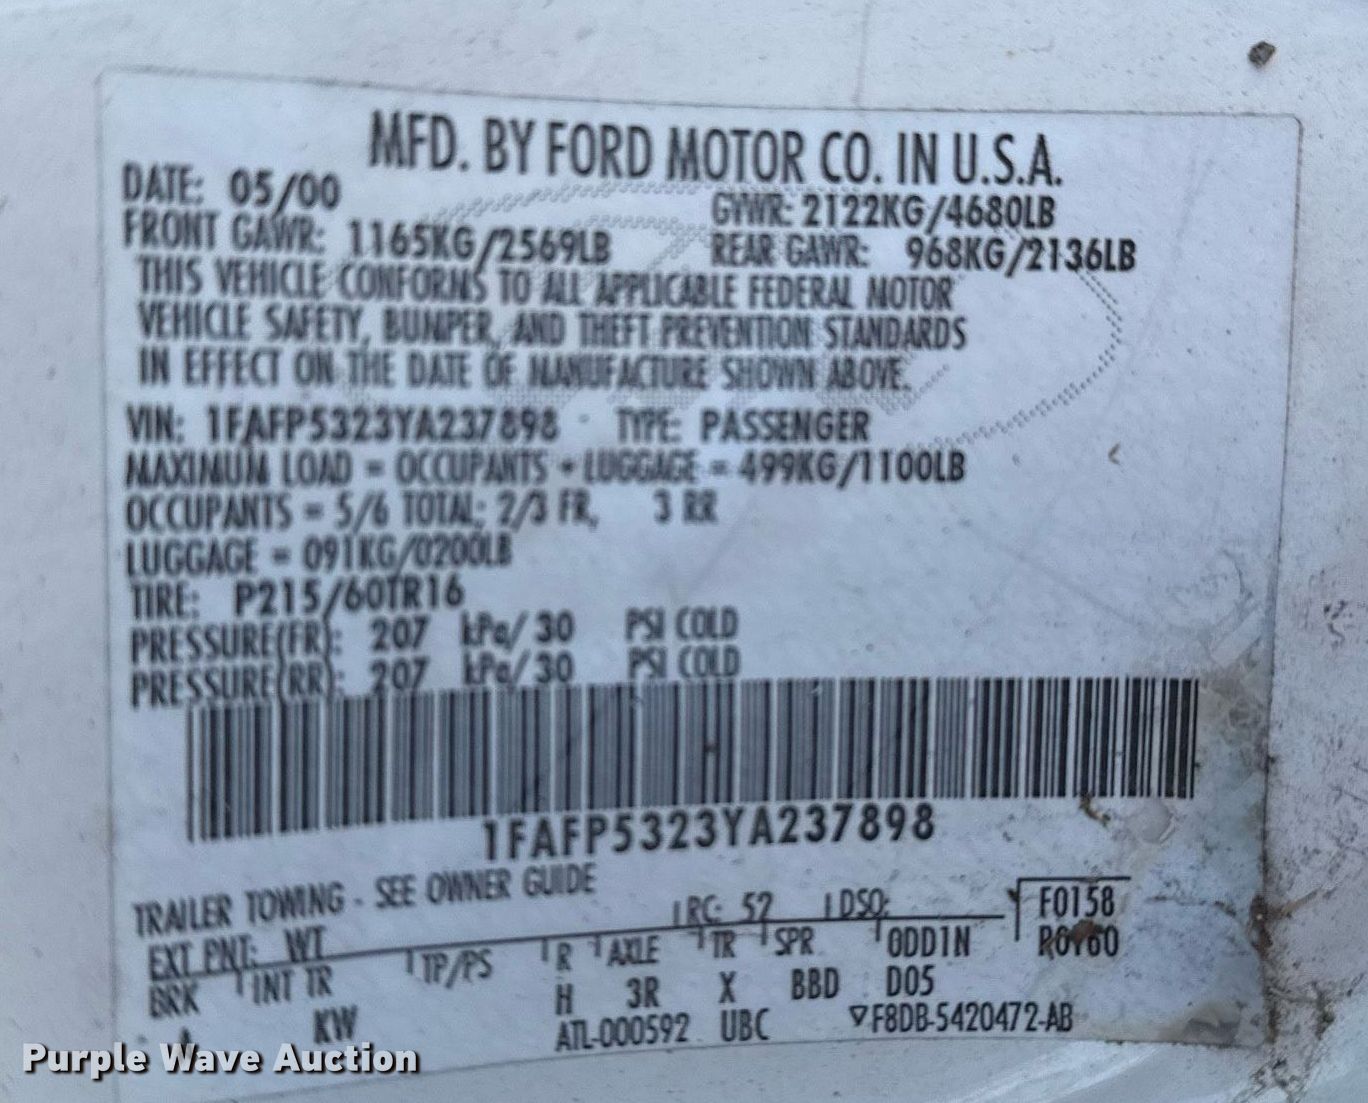 MFD. BY FORD MOTOR CO. IN U.S.A.
DATE: 05/00 GVWR: 2122KG/4680LB
FRONT GAWR: 1165KG/2569LB REAR GAWR: 968KG/2136LB
THIS VEHICLE CONFORMS TO ALL APPLICABLE FEDERAL MOTOR
VEHICLE SAFETY, BUMPER, AND THEFT PREVENTION STANDARDS
IN EFFECT ON THE DATE OF MANUFACTURE SHOWN ABOVE.
VIN: 1FAFP5323YA237898 TYPE: PASSENGER
MAXIMUM LOAD = OCCUPANTS + LUGGAGE = 499KG/1100LB
OCCUPANTS = 5/6 TOTAL: 2/3 FR, 3 RR
LUGGAGE = 091KG/0200LB
TIRE: P215/60TR16
PRESSURE(FR): 207 kPa/30 PSI COLD
PRESSURE(RR): 207 kPa/30 PSI COLD
1FAFP5323YA237898
TRAILER TOWING - SEE OWNER GUIDE
EXT PNT: WT RC: 52 DSO: F0158
BRK INT TR TP/PS R AXLE TR SPR 0DD1N
KW H 3R X BBD D05
ATL-000592 UBC ▽F8DB-5420472-AB
Purple Wave Auction